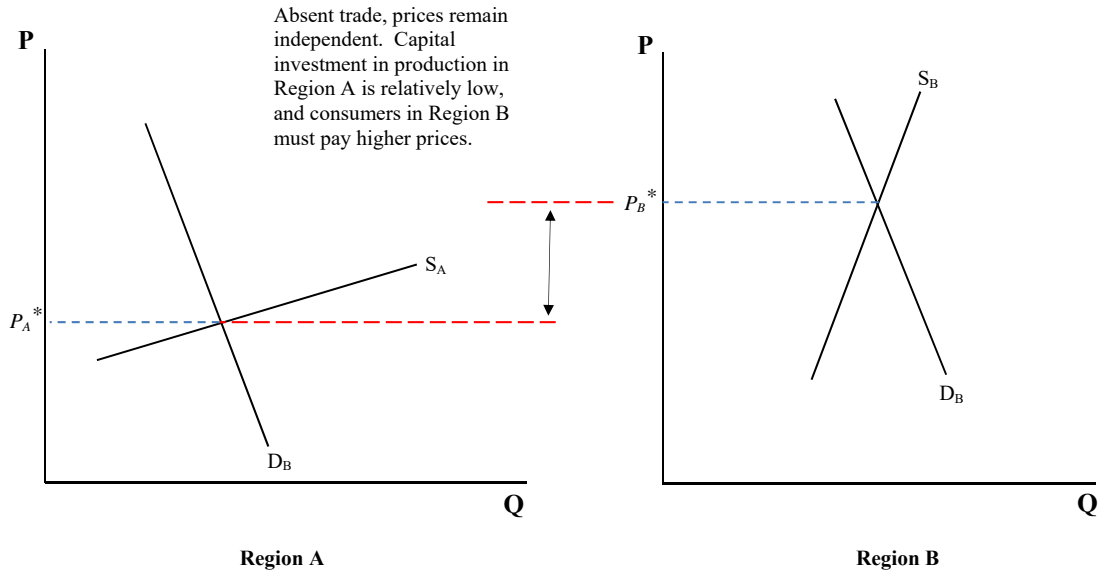 Absent trade, prices remain
independent. Capital
investment in production in
Region A is relatively low,
and consumers in Region B
must pay higher prices.
P
S_A
P_A*
D_B
Q
Region A
P
S_B
P_B*
D_B
Q
Region B